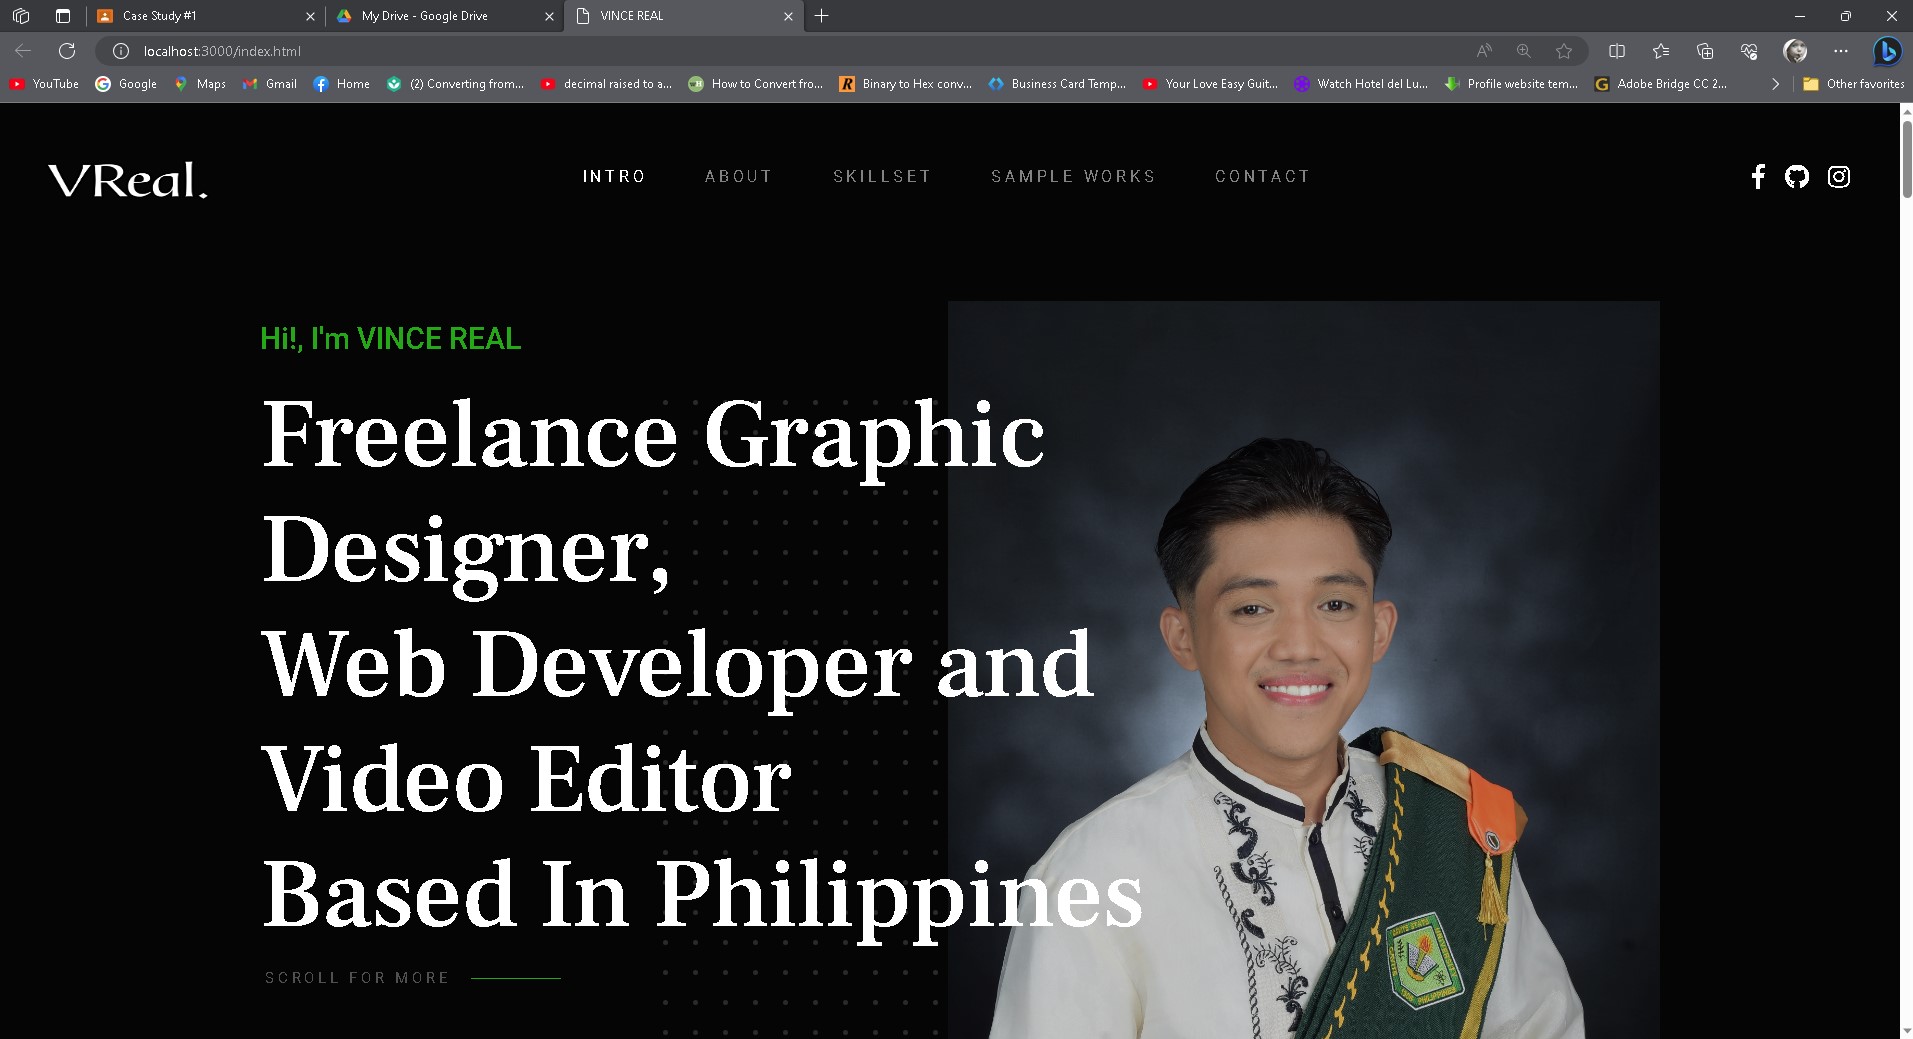 Case Study #1
My Drive - Google Drive
VINCE REAL
localhost:3000/index.html
YouTube
Google
Maps
Gmail
Home
(2) Converting from...
decimal raised to a...
How to Convert fro...
Binary to Hex conv...
Business Card Temp...
Your Love Easy Guit...
Watch Hotel del Lu...
Profile website tem...
Adobe Bridge CC 2...
Other favorites
VReal.
INTRO
ABOUT
SKILLSET
SAMPLE WORKS
CONTACT
Hi!, I'm VINCE REAL
Freelance Graphic
Designer,
Web Developer and
Video Editor
Based In Philippines
SCROLL FOR MORE